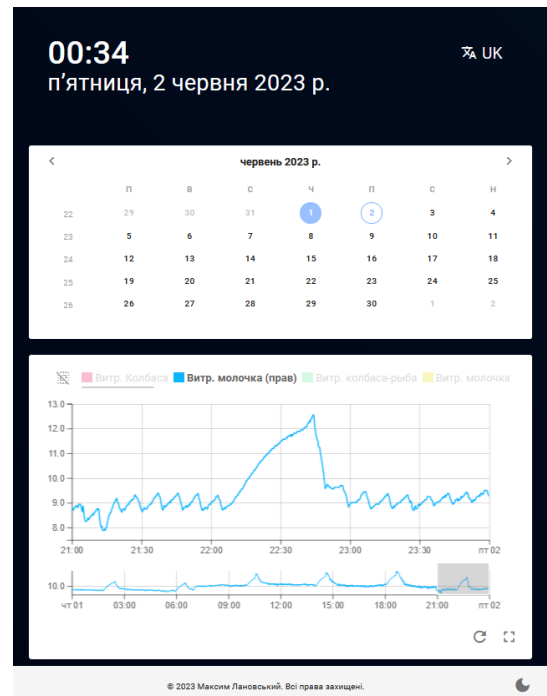 00:34
UK
п’ятниця, 2 червня 2023 р.
червень 2023 р.
П В С Ч П С Н
22 29 30 31 1 2 3 4
23 5 6 7 8 9 10 11
24 12 13 14 15 16 17 18
25 19 20 21 22 23 24 25
26 26 27 28 29 30 1 2
Витр. Колбаса Витр. молочка (прав) Витр. колбаса-рыба Витр. молочка
13.0
12.0
11.0
10.0
9.0
8.0
21:00 21:30 22:00 22:30 23:00 23:30 пт 02
10.0
чт 01 03:00 06:00 09:00 12:00 15:00 18:00 21:00 пт 02
© 2023 Максим Лановський. Всі права захищені.